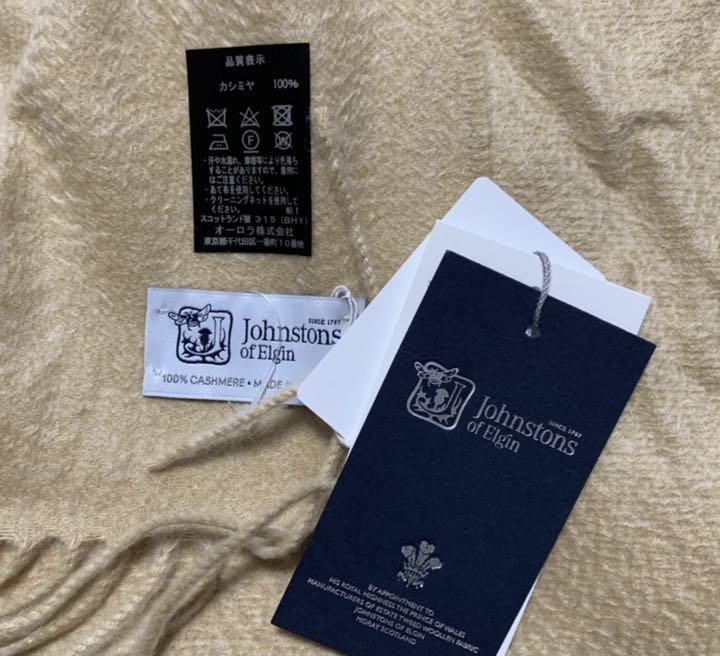 品質表示
カシミヤ 100%
F
W
・汗や水濡れ、摩擦等により色落ち
することがありますので、着用に
はご注意ください。
・あて布を使用してください。
・クリーニングネットを使用して
ください。 NO.1
スコットランド製 315 (BHY)
オーロラ株式会社
東京都千代田区一番町10番地
SINCE 1797
Johnstons
of Elgin
100% CASHMERE • MADE
SINCE 1797
Johnstons
of Elgin
BY APPOINTMENT TO
HIS ROYAL HIGHNESS THE PRINCE OF WALES
MANUFACTURERS OF ESTATE TWEED WOOLLEN FABRIC
JOHNSTONS OF ELGIN
MORAY SCOTLAND